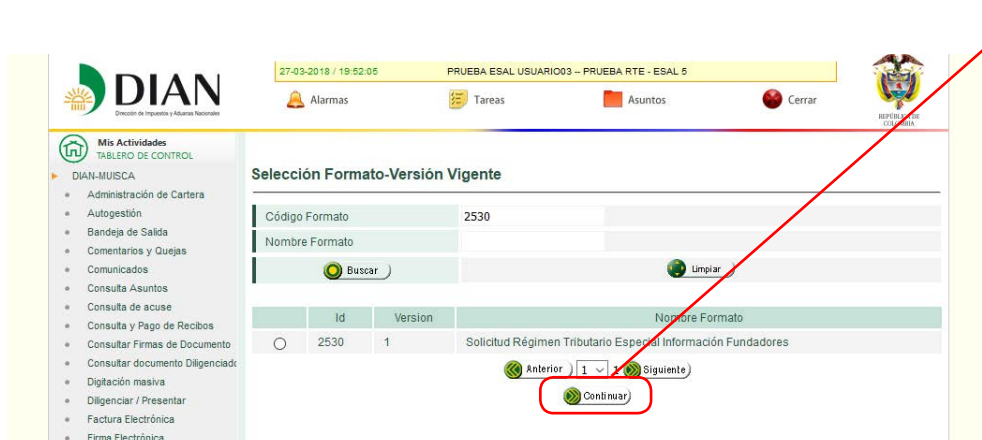 27-03-2018 / 19:52:05 PRUEBA ESAL USUARIO03 -- PRUEBA RTE - ESAL 5
DIAN
Dirección de Impuestos y Aduanas Nacionales
Alarmas Tareas Asuntos Cerrar
REPÚBLICA DE COLOMBIA
Mis Actividades
TABLERO DE CONTROL
DIAN-MUISCA
Administración de Cartera
Autogestión
Bandeja de Salida
Comentarios y Quejas
Comunicados
Consulta Asuntos
Consulta de acuse
Consulta y Pago de Recibos
Consultar Firmas de Documento
Consultar documento Diligenciado
Digitación masiva
Diligenciar / Presentar
Factura Electrónica
Firma Electrónica
Selección Formato-Versión Vigente
Código Formato 2530
Nombre Formato
Buscar Limpiar
Id Version Nombre Formato
2530 1 Solicitud Régimen Tributario Especial Información Fundadores
Anterior 1 1 Siguiente
Continuar